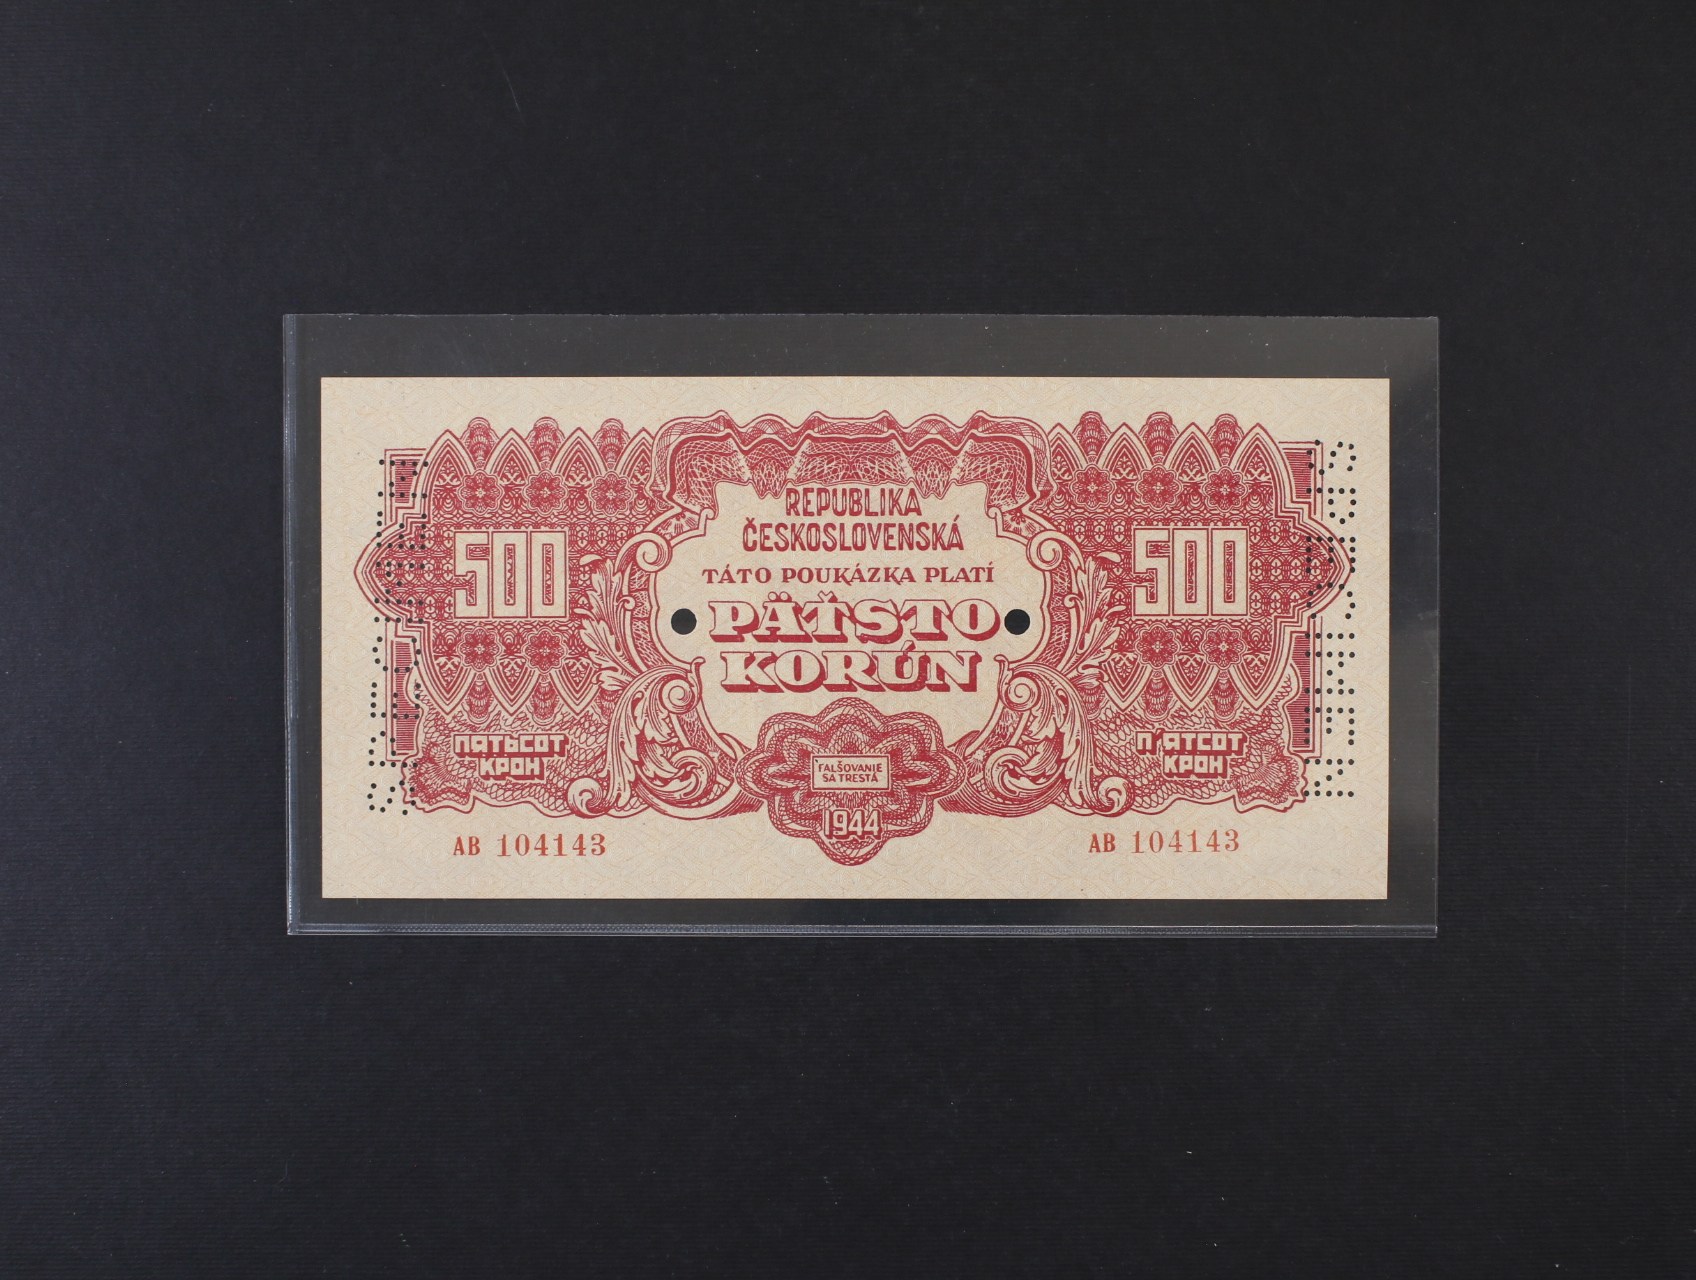 REPUBLIKA
ČESKOSLOVENSKÁ
TÁTO POUKÁZKA PLATÍ
PÄŤSTO
KORÚN
500
500
ПЯТЬСОТ
КРОН
П'ЯТСОТ
КРОН
FALŠOVANIE
SA TRESTÁ
1944
AB 104143
AB 104143
SPECIMEN